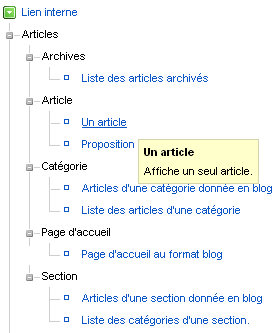 Lien interne
Articles
Archives
Liste des articles archivés
Article
Un article
Proposition
Un article
Affiche un seul article.
Catégorie
Articles d'une catégorie donnée en blog
Liste des articles d'une catégorie
Page d'accueil
Page d'accueil au format blog
Section
Articles d'une section donnée en blog
Liste des catégories d'une section.